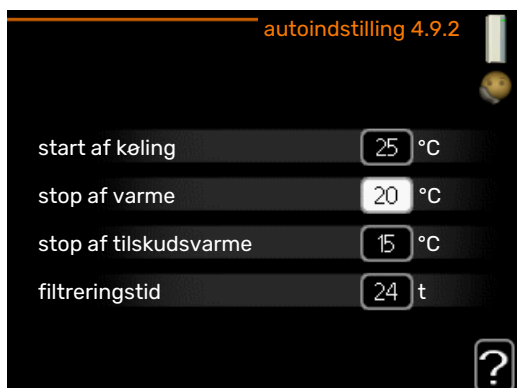 autoindstilling 4.9.2
start af køling 25 °C
stop af varme 20 °C
stop af tilskudsvarme 15 °C
filtreringstid 24 t
?